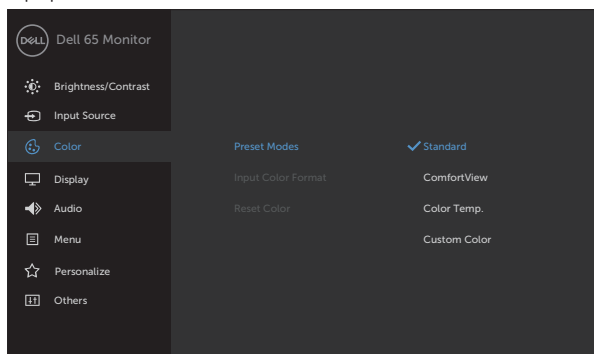 DELL
Dell 65 Monitor
Brightness/Contrast
Input Source
Color
Preset Modes
Standard
Display
Input Color Format
ComfortView
Audio
Reset Color
Color Temp.
Menu
Custom Color
Personalize
Others